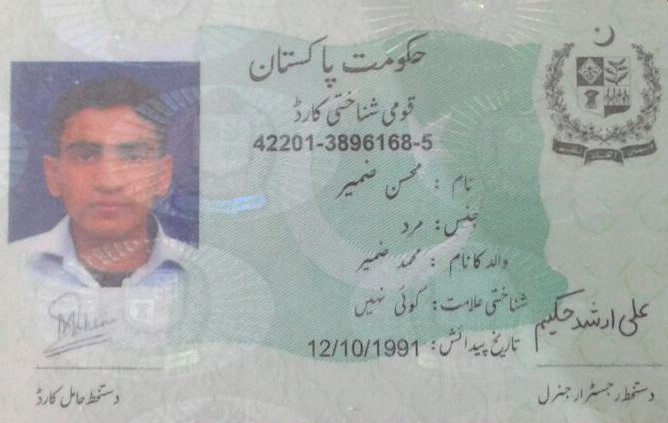 حکومت پاکستان
قومی شناختی کارڈ
42201-3896168-5
نام : محسن ضمیر
جنس: مرد
والد کا نام : محمد ضمیر
شناختی علامت: کوئی نہیں
تاریخ پیدائش: 12/10/1991
علی ارشد حکیم
دستخط رجسٹرار جنرل
دستخط حامل کارڈ